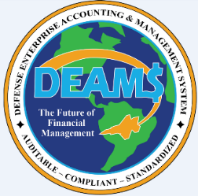 DEFENSE ENTERPRISE ACCOUNTING & MANAGEMENT SYSTEM
DEAM$
The Future of
Financial
Management
AUDITABLE – COMPLIANT – STANDARDIZED